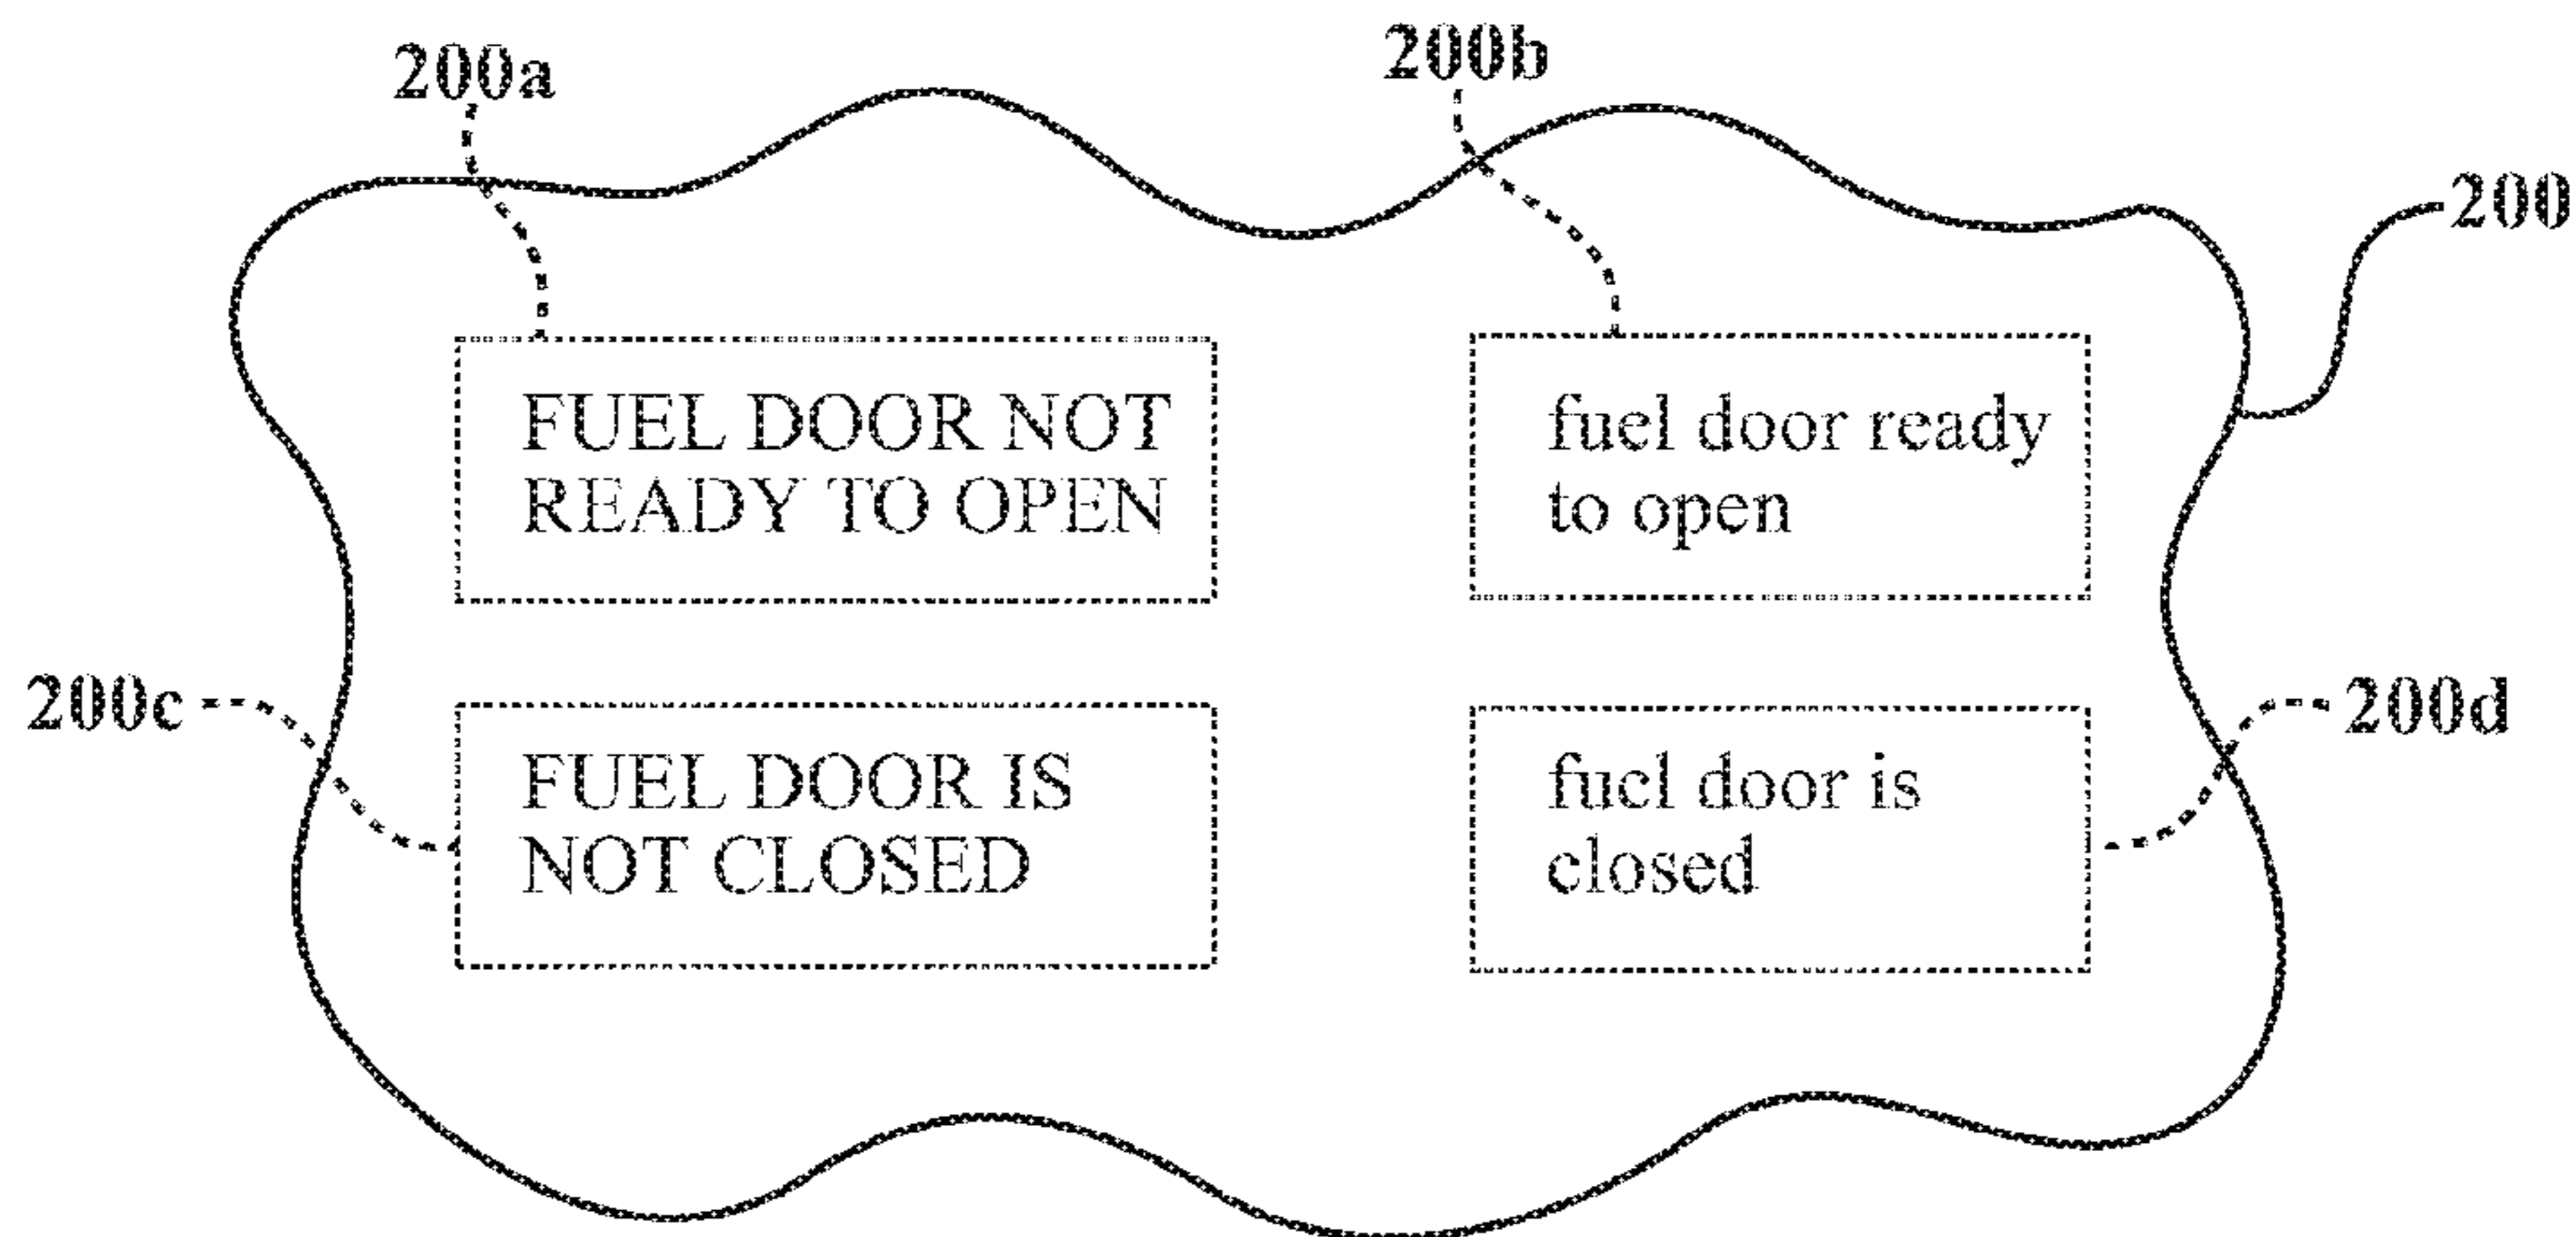 200a
200b
200
FUEL DOOR NOT
READY TO OPEN
fuel door ready
to open
200c
200d
FUEL DOOR IS
NOT CLOSED
fuel door is
closed